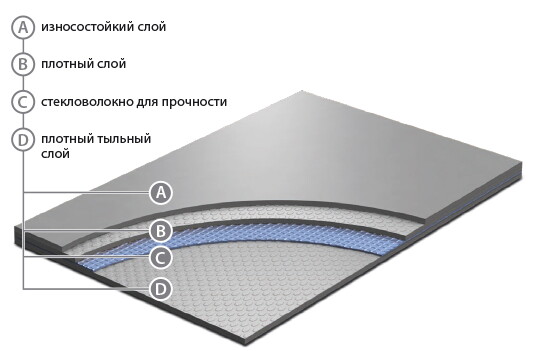 A износостойкий слой
B плотный слой
C стекловолокно для прочности
D плотный тыльный
слой
A
B
C
D